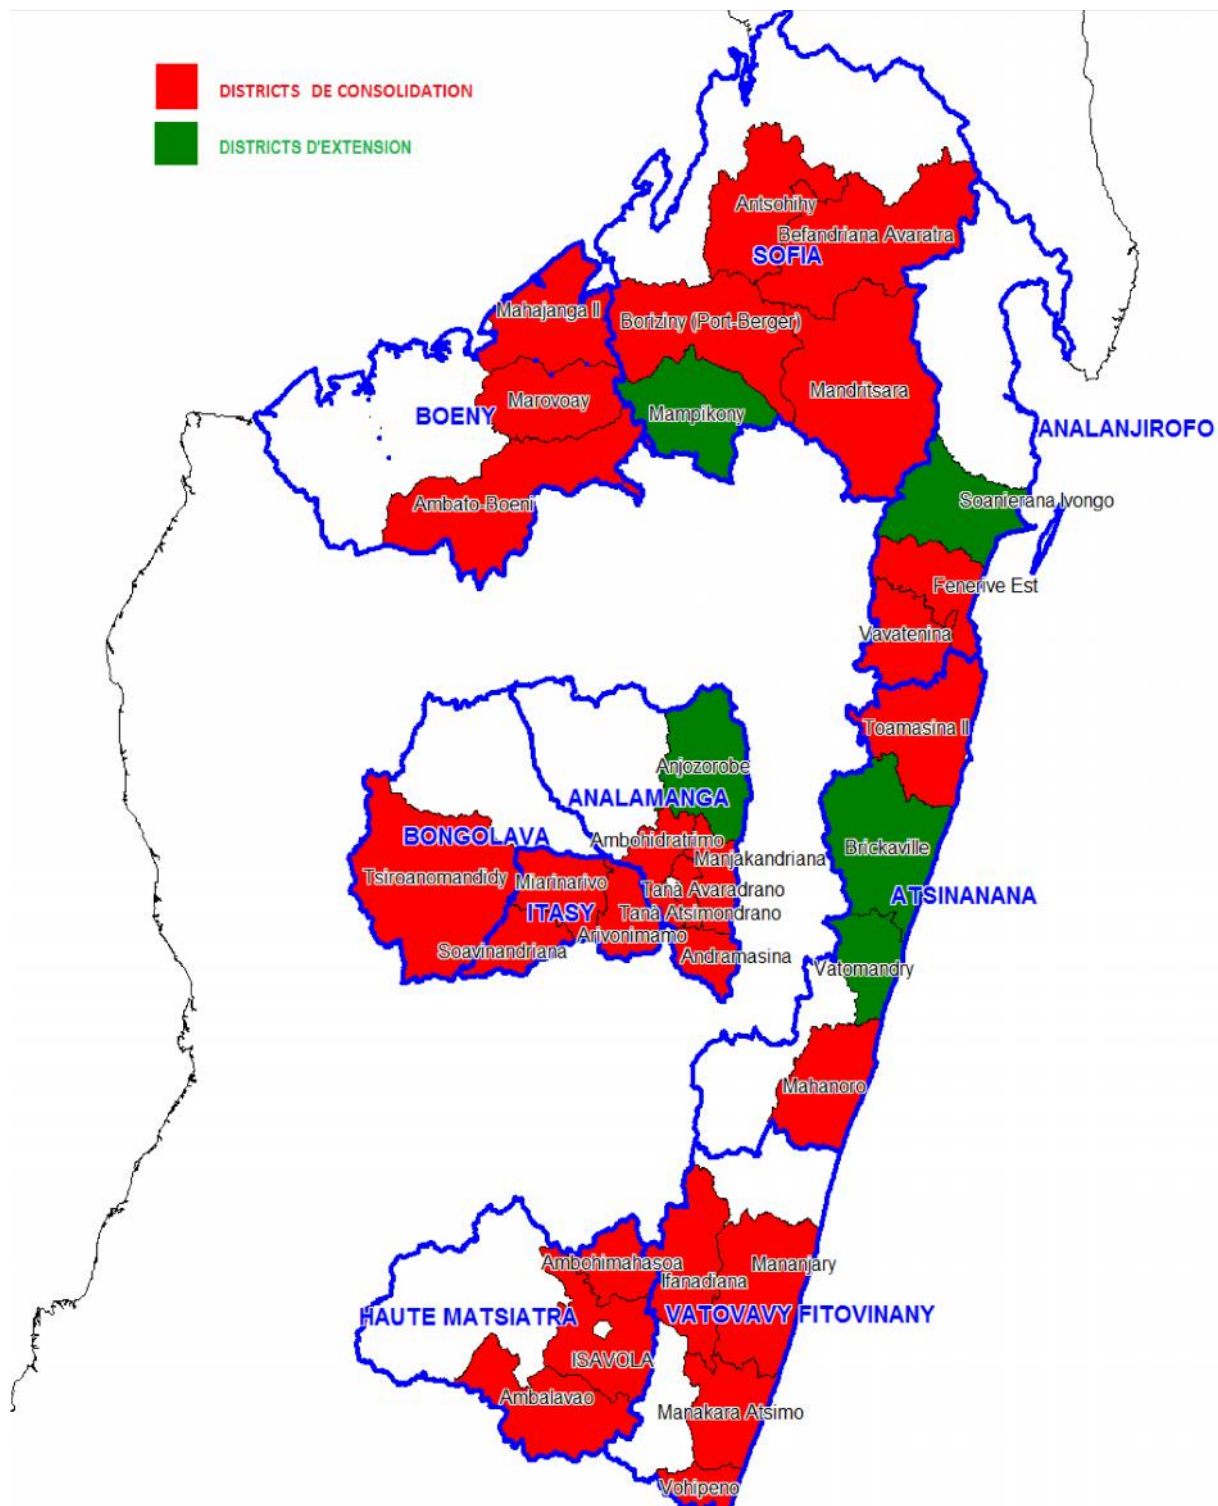 DISTRICTS DE CONSOLIDATION
DISTRICTS D'EXTENSION
Antsohihy
Befandriana Avaratra
SOFIA
Mahajanga II
Boriziny (Port-Berger)
Mandritsara
Marovoay
Mampikony
BOENY
ANALANJIROFO
Ambato-Boeni
Soanierana Ivongo
Fenerive Est
Vavatenina
Toamasina II
Anjozorobe
ANALAMANGA
BONGOLAVA
Ambohidratrimo
Brickaville
Manjakandriana
Tsiroanomandidy
Miarinarivo
Tana Avaradrano
ATSINANANA
ITASY
Tana Atsimondrano
Arivonimamo
Soavinandriana
Andramasina
Vatomandry
Mahanoro
Ambohimahasoa
Mananjary
Ifanadiana
HAUTE MATSIATRA
VATOVAVY FITOVINANY
ISAVOLA
Ambalavao
Manakara Atsimo
Vohipeno